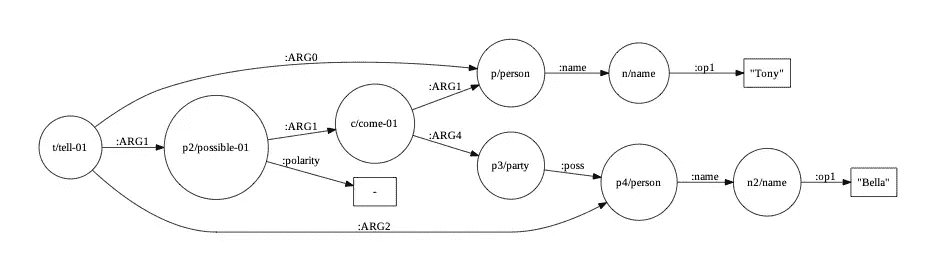 :ARG0
p/person
:name
n/name
:op1
"Tony"
:ARG1
c/come-01
:ARG1
:ARG4
t/tell-01
:ARG1
p2/possible-01
:polarity
-
p3/party
:poss
p4/person
:name
n2/name
:op1
"Bella"
:ARG2